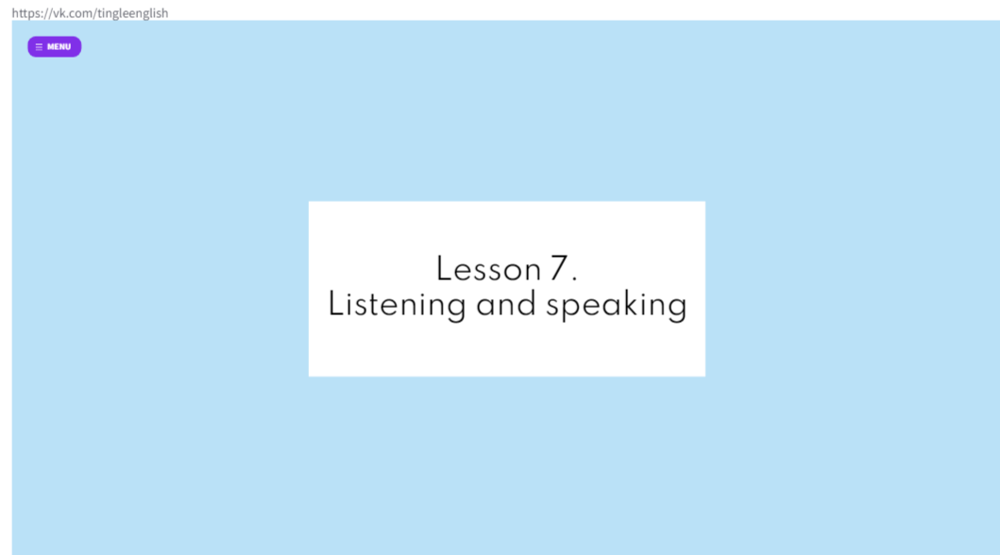 https://vk.com/tingleenglish
☰ MENU
Lesson 7.
Listening and speaking